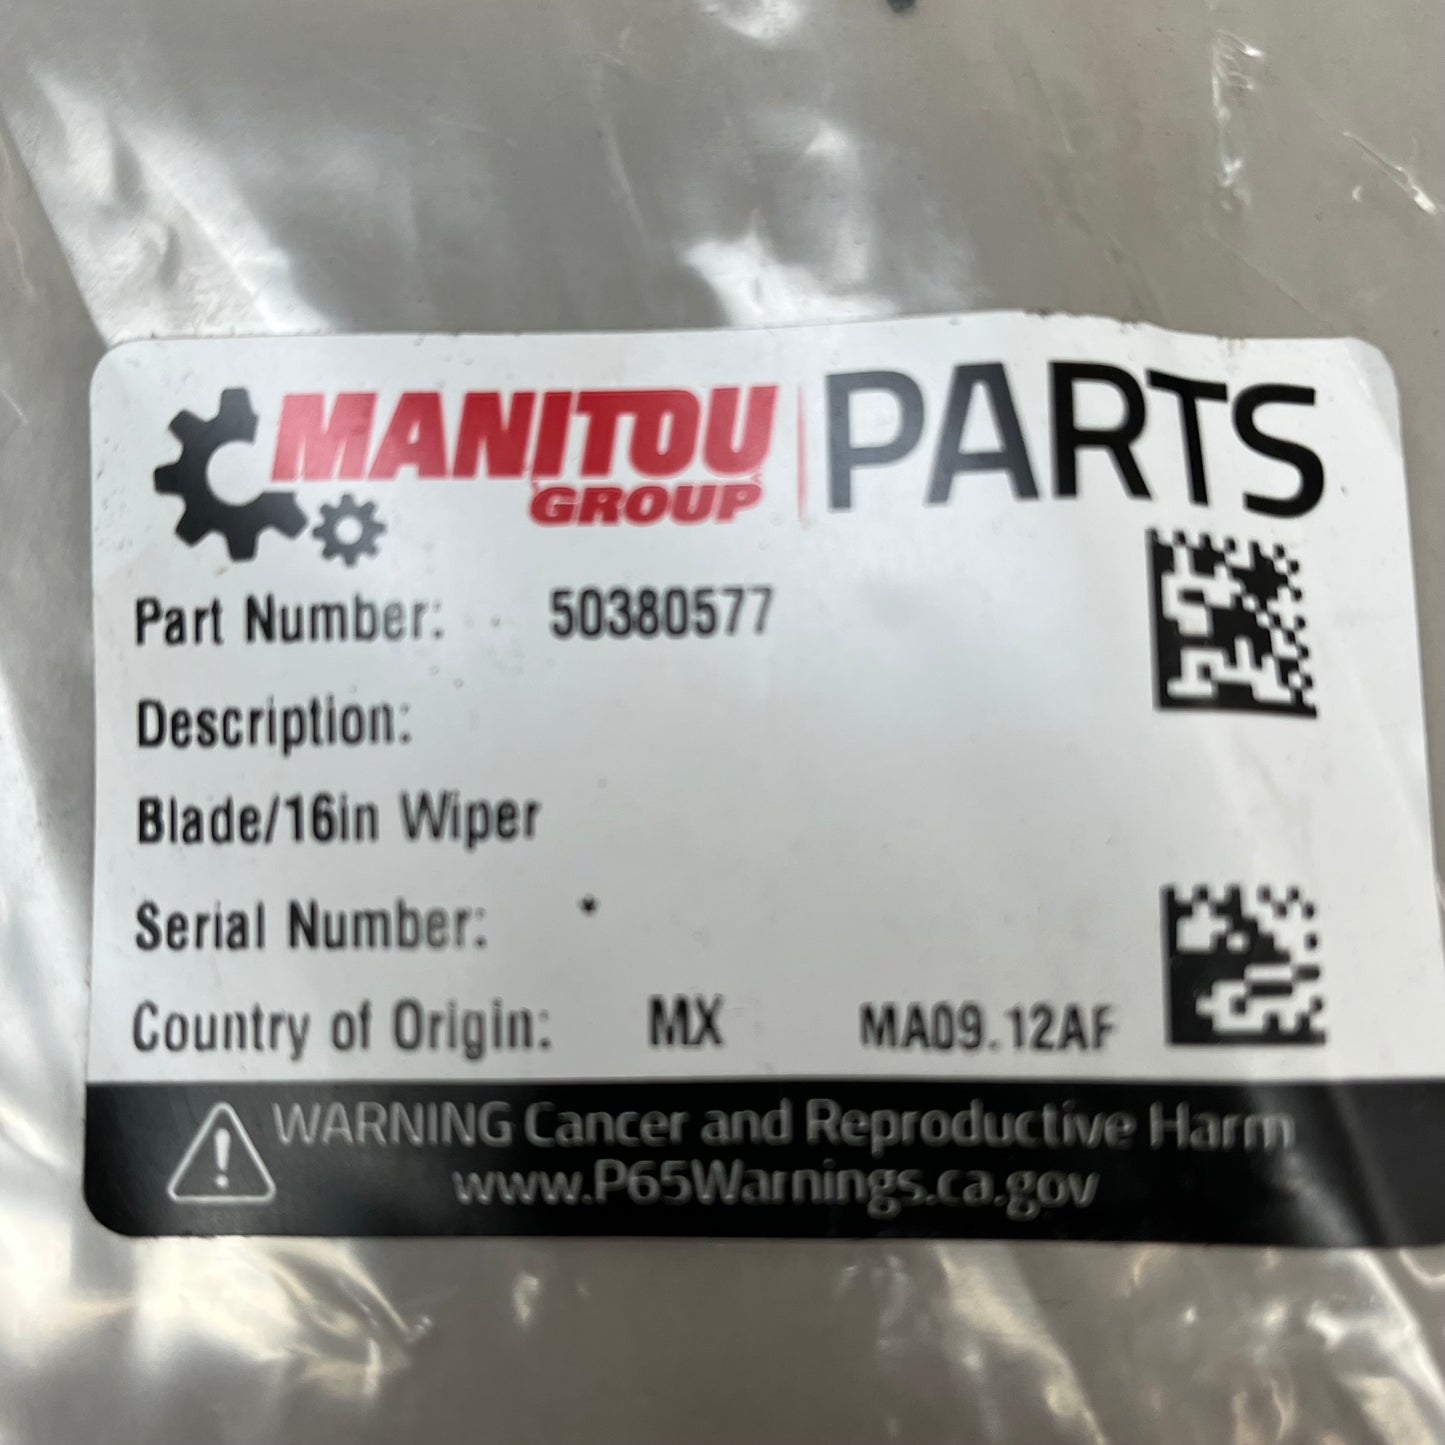 MANITOU GROUP PARTS
Part Number: 50380577
Description:
Blade/16in Wiper
Serial Number: *
Country of Origin: MX MA09.12AF
WARNING Cancer and Reproductive Harm
www.P65Warnings.ca.gov